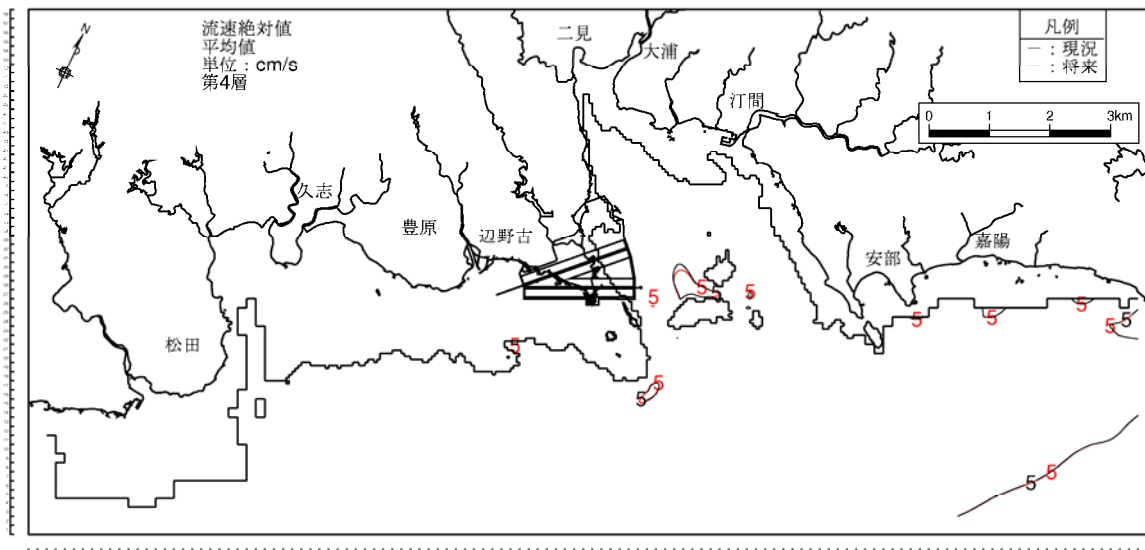 流速絶対値
平均値
単位：cm/s
第4層
N
二見
大浦
汀間
凡例
―：現況
―：将来
0 1 2 3km
久志
豊原
辺野古
安部
嘉陽
松田
5
5
5
5
5
5
5
5
5
5
5
5
5